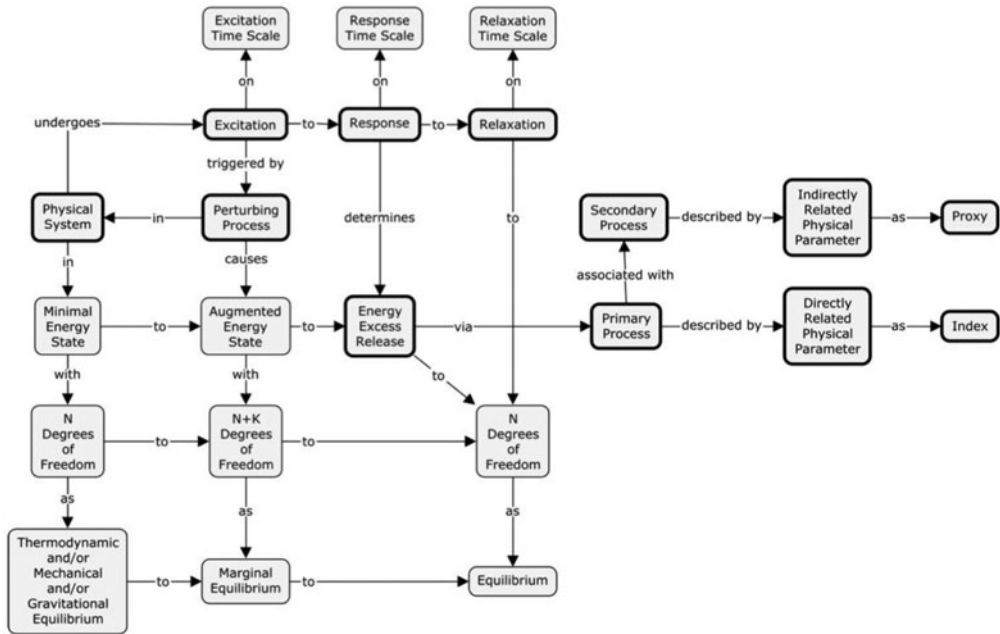 Excitation
Time Scale
Response
Time Scale
Relaxation
Time Scale
on
on
on
undergoes
Excitation
to
Response
to
Relaxation
triggered by
Physical
System
in
Perturbing
Process
determines
to
Secondary
Process
described by
Indirectly
Related
Physical
Parameter
as
Proxy
in
causes
associated with
Minimal
Energy
State
to
Augmented
Energy
State
to
Energy
Excess
Release
via
Primary
Process
described by
Directly
Related
Physical
Parameter
as
Index
with
with
to
N
Degrees
of
Freedom
to
N+K
Degrees
of
Freedom
to
N
Degrees
of
Freedom
as
as
as
Thermodynamic
and/or
Mechanical
and/or
Gravitational
Equilibrium
to
Marginal
Equilibrium
to
Equilibrium